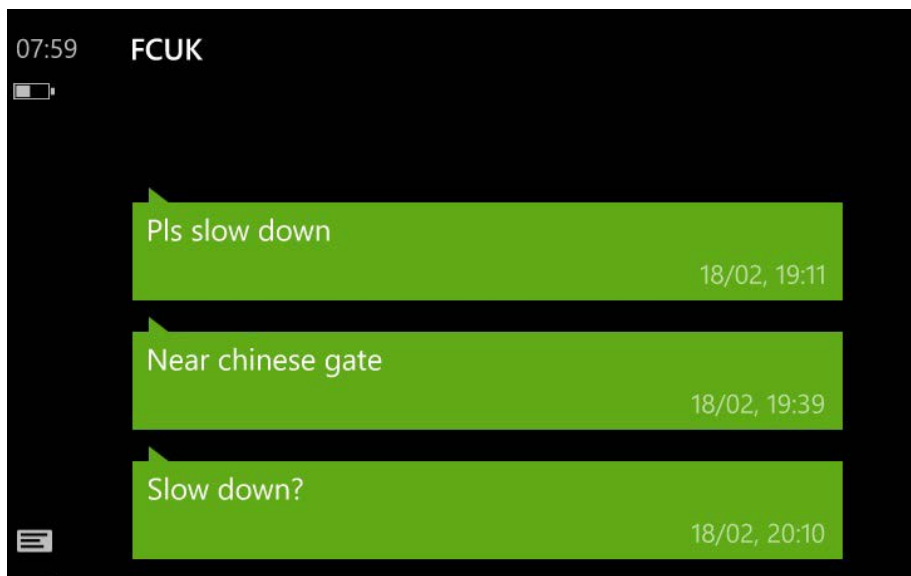 07:59
FCUK
Pls slow down
18/02, 19:11
Near chinese gate
18/02, 19:39
Slow down?
18/02, 20:10